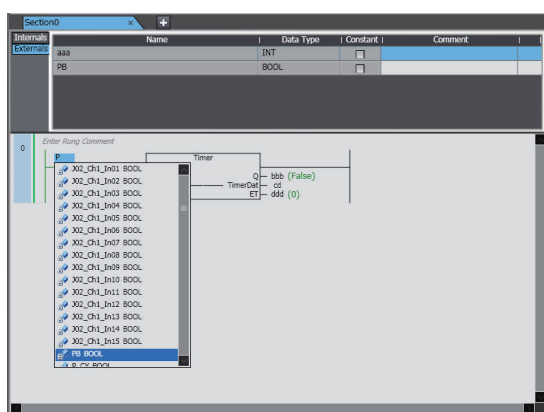 Section0 × +
Internals
Externals
Name Data Type Constant Comment
aaa INT
PB BOOL
0 Enter Rung Comment
P Timer
J02_Ch1_In01 BOOL
Q bbb (False)
J02_Ch1_In02 BOOL
TimerDat cd
J02_Ch1_In03 BOOL
ET ddd (0)
J02_Ch1_In04 BOOL
J02_Ch1_In05 BOOL
J02_Ch1_In06 BOOL
J02_Ch1_In07 BOOL
J02_Ch1_In08 BOOL
J02_Ch1_In09 BOOL
J02_Ch1_In10 BOOL
J02_Ch1_In11 BOOL
J02_Ch1_In12 BOOL
J02_Ch1_In13 BOOL
J02_Ch1_In14 BOOL
J02_Ch1_In15 BOOL
PB BOOL
P_CY BOOL